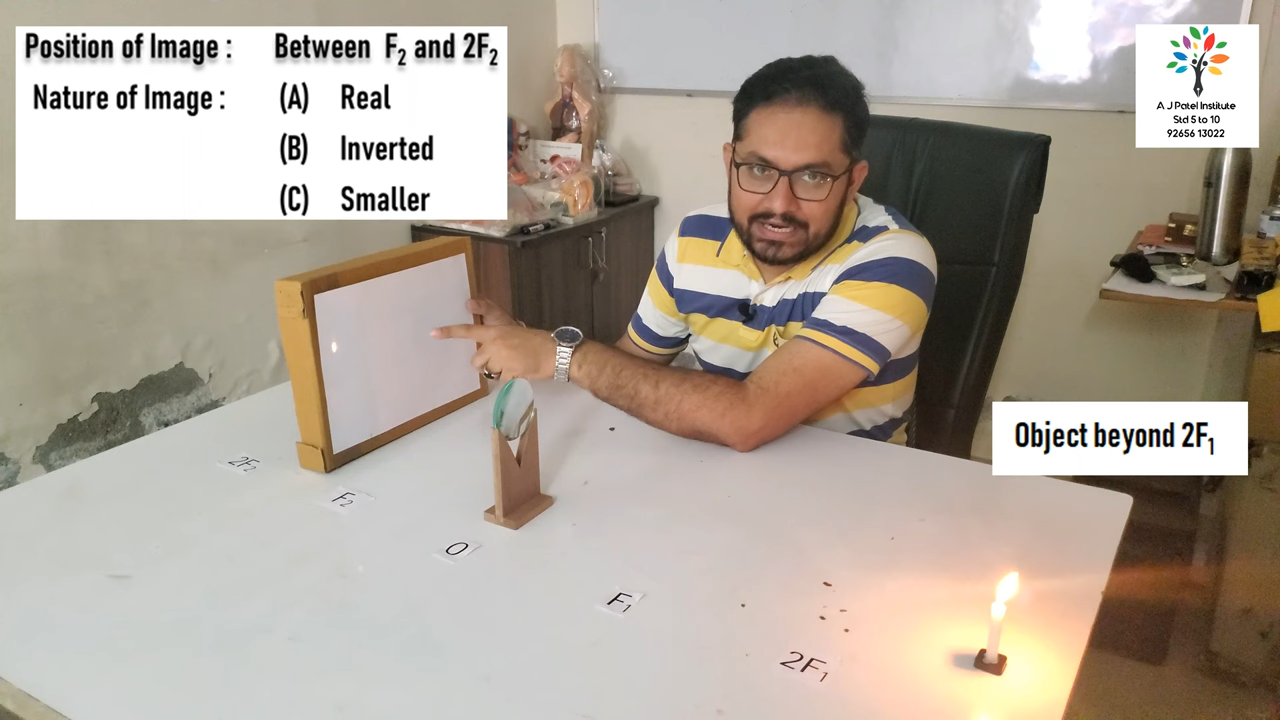 Position of Image : Between F₂ and 2F₂
Nature of Image : (A) Real
(B) Inverted
(C) Smaller
A J Patel Institute
Std 5 to 10
92656 13022
Object beyond 2F₁
2F₂
F₂
O
F₁
2F₁